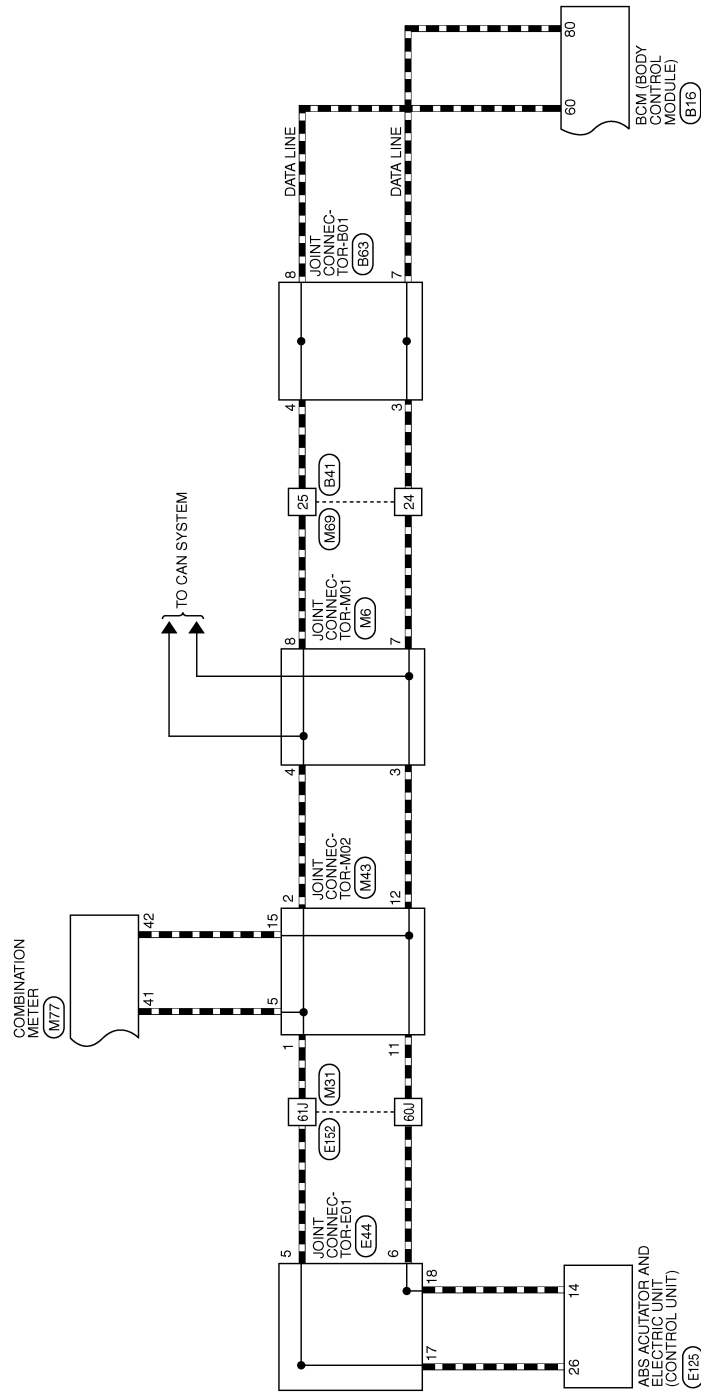 COMBINATION
METER
M77
41
42
TO CAN SYSTEM
5
15
5
61J
1
2
4
8
25
4
8
DATA LINE
JOINT
CONNEC-
TOR-E01
E44
E152
M31
JOINT
CONNEC-
TOR-M02
M43
JOINT
CONNEC-
TOR-M01
M6
M69
B41
JOINT
CONNEC-
TOR-B01
B63
6
60J
11
12
3
7
24
3
7
DATA LINE
17
18
26
14
60
80
ABS ACUTATOR AND
ELECTRIC UNIT
(CONTROL UNIT)
E125
BCM (BODY
CONTROL
MODULE)
B16